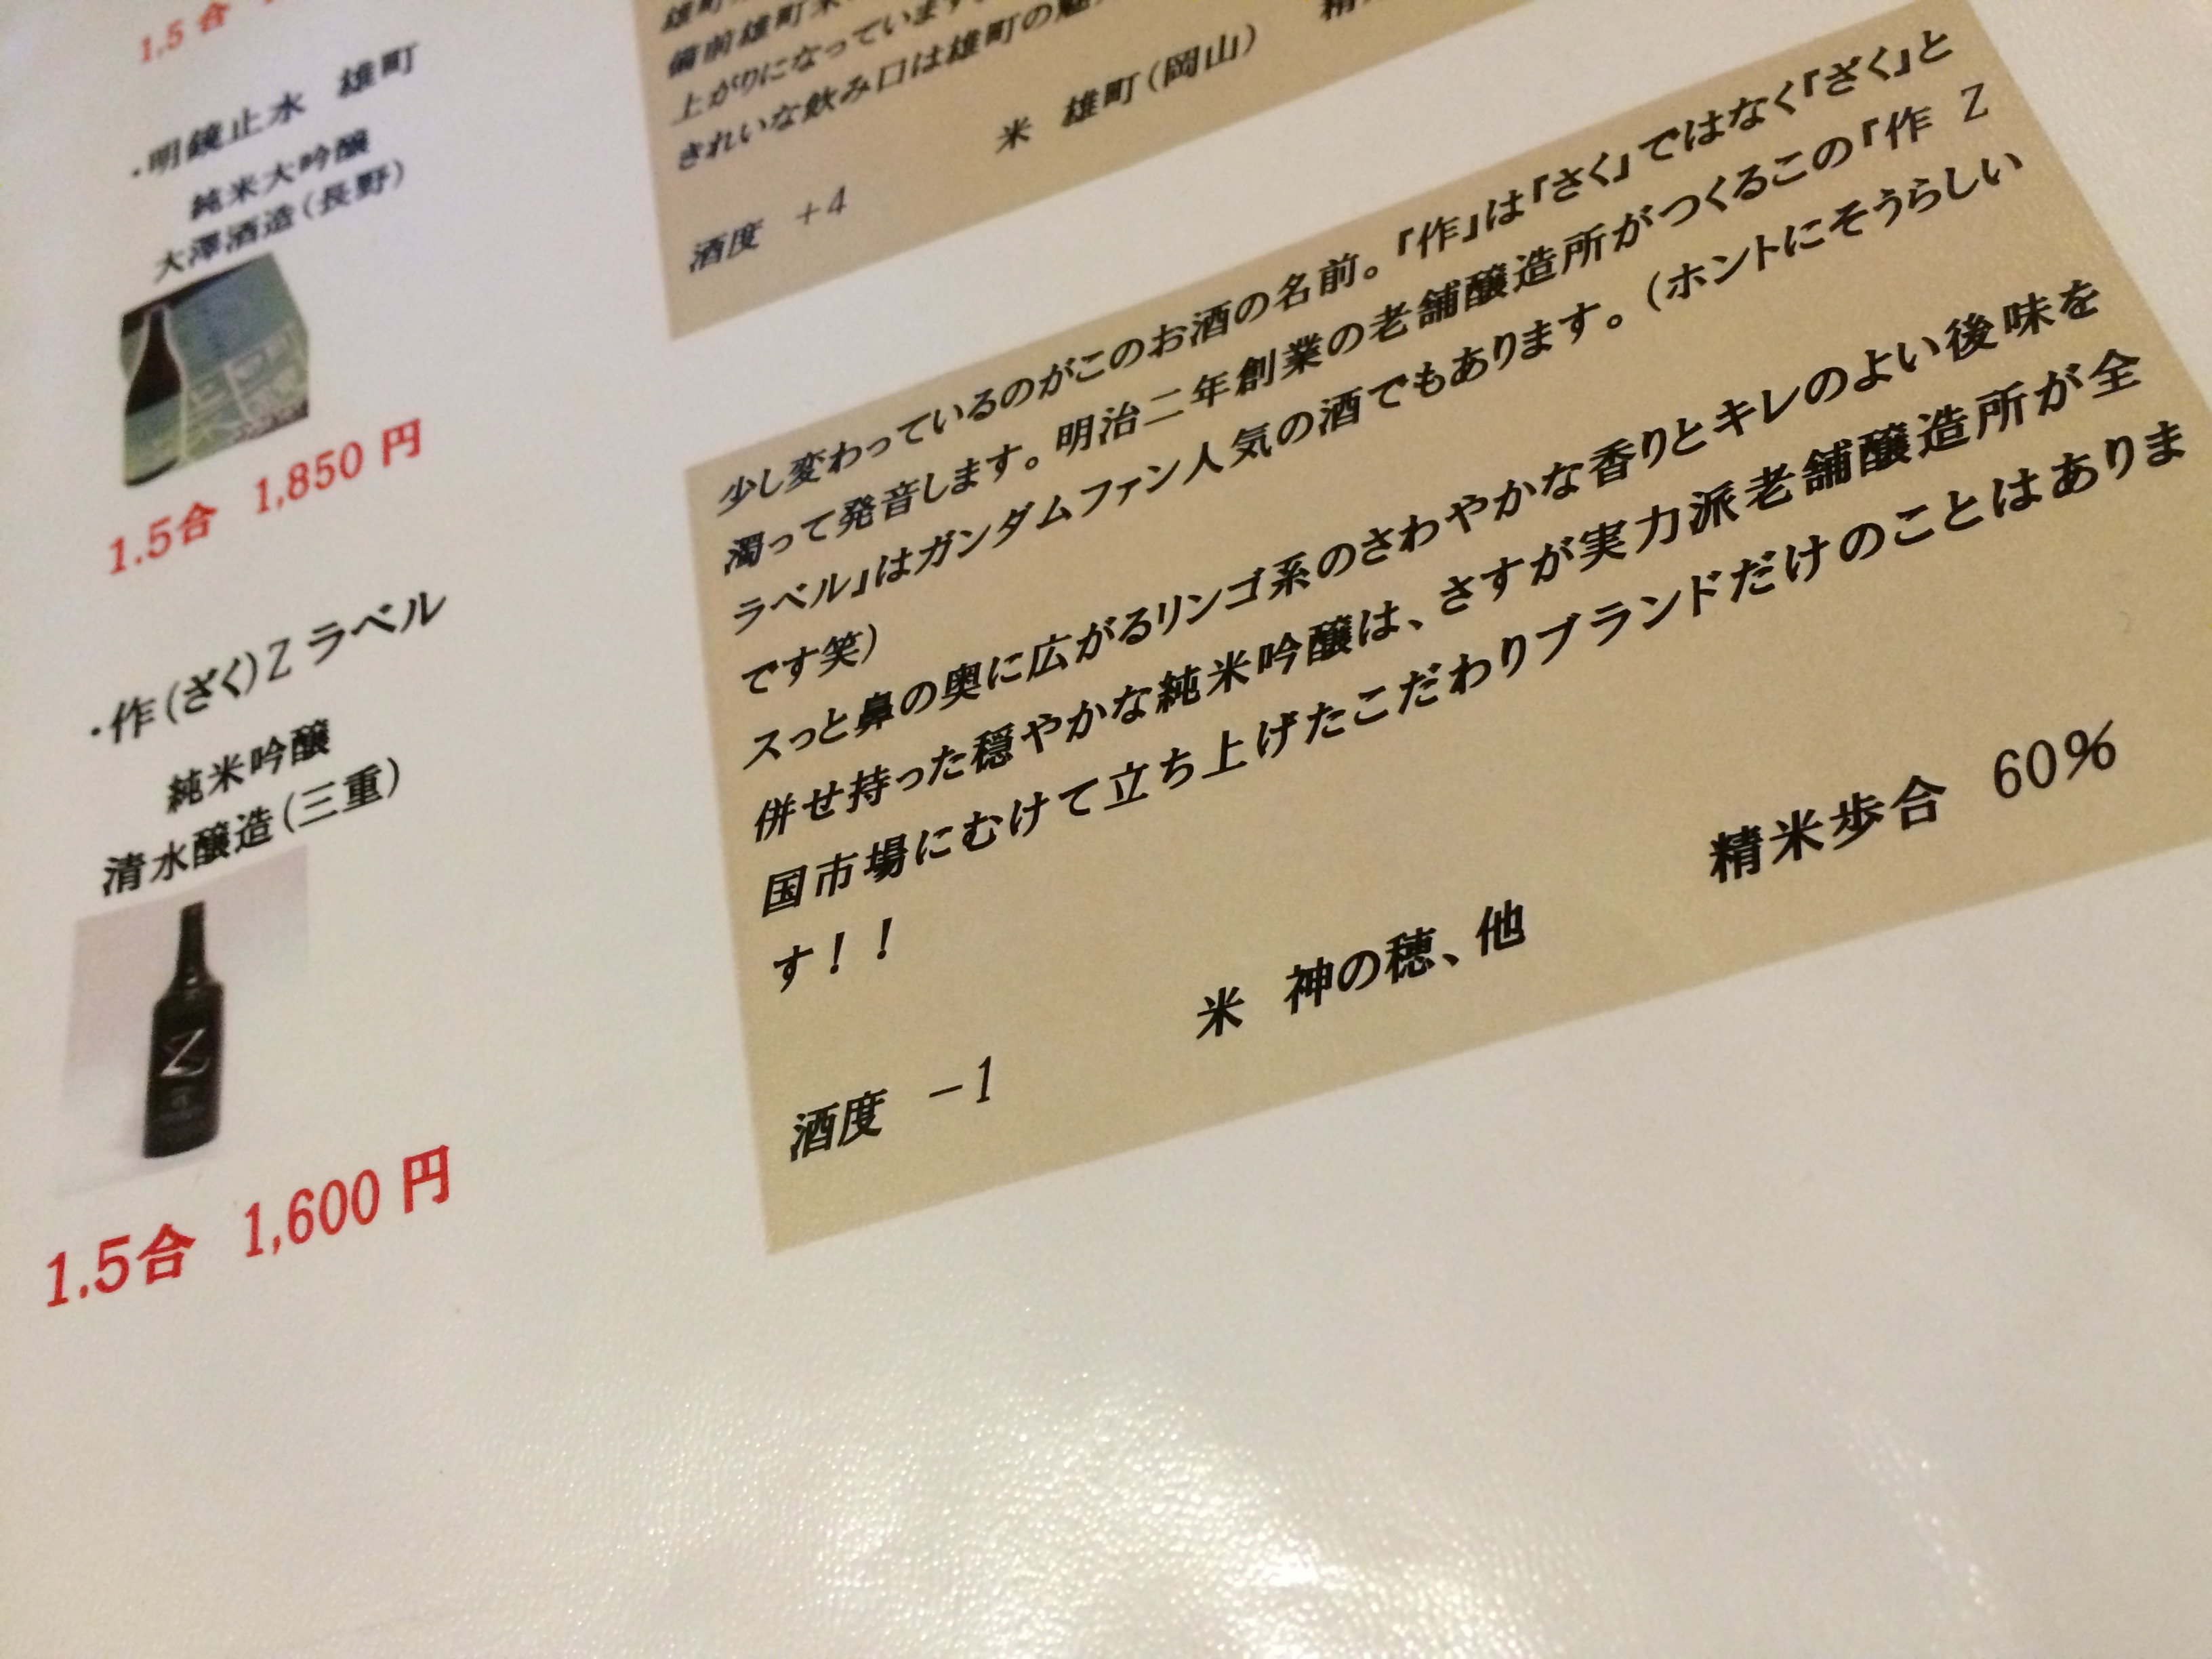 1.5合
・明鏡止水 雄町
純米大吟醸
大澤酒造(長野)
1.5合 1,850円
・作(ざく)Zラベル
純米吟醸
清水醸造(三重)
Z
1.5合 1,600円
備前雄町
上がりになっています
きれいな飲み口は雄町の
米 雄町(岡山)
酒度 +4
少し変わっているのがこのお酒の名前。『作』は『さく』ではなく『ざく』と
濁って発音します。明治二年創業の老舗醸造所がつくるこの『作 Z
ラベル』はガンダムファン人気の酒でもあります。(ホントにそうらしい
です笑)
スっと鼻の奥に広がるリンゴ系のさわやかな香りとキレのよい後味を
併せ持った穏やかな純米吟醸は、さすが実力派老舗醸造所が全
国市場にむけて立ち上げたこだわりブランドだけのことはありま
す!!
米 神の穂、他
精米歩合 60%
酒度 -1